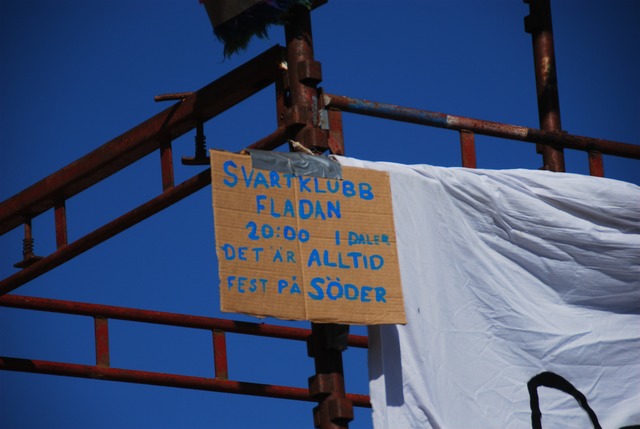 SVARTKLUBB
FLADAN
20:00 1 DALER
DET ÄR ALLTID
FEST PÅ SÖDER